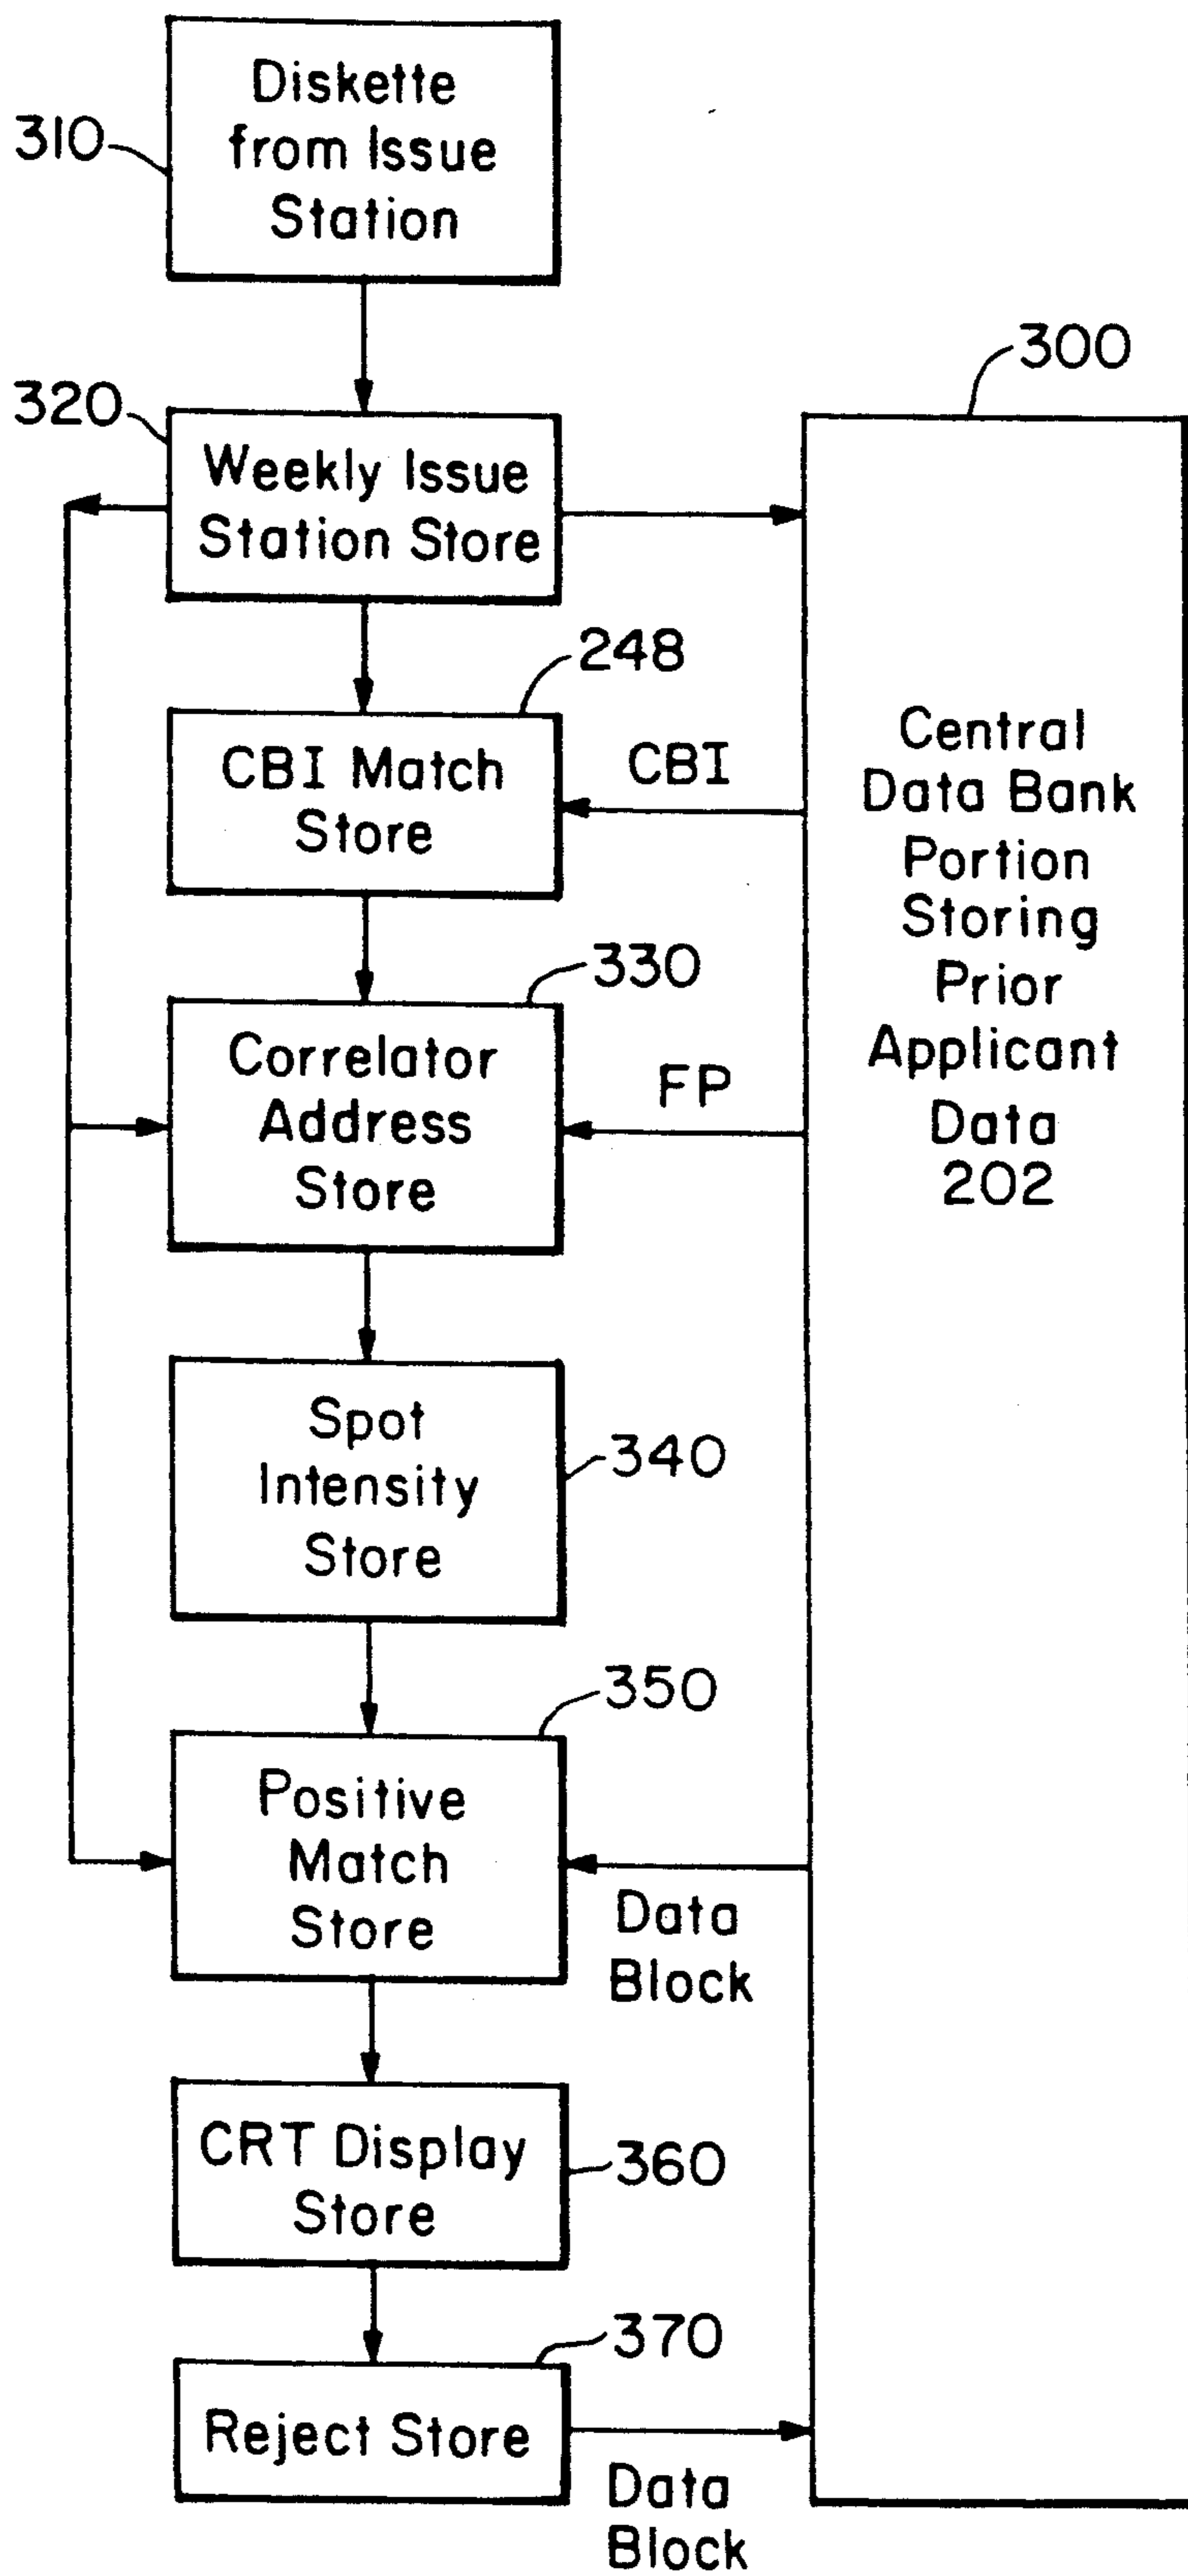 Diskette
from Issue
Station
310
300
320
Weekly Issue
Station Store
248
CBI Match
Store
CBI
Central
Data Bank
Portion
Storing
Prior
Applicant
Data
202
330
Correlator
Address
Store
FP
Spot
Intensity
Store
340
350
Positive
Match
Store
Data
Block
CRT Display
Store
360
370
Reject Store
Data
Block